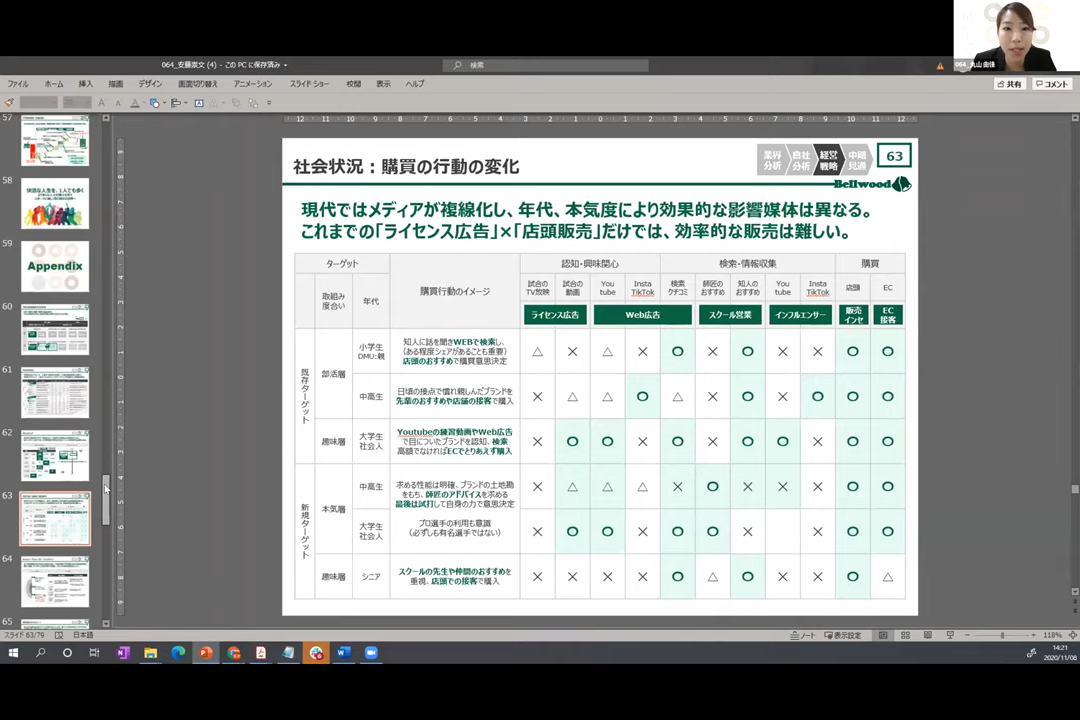 064_安藤崇文 (4) - この PC に保存済み
検索
064_丸山 由佳
ファイル ホーム 挿入 描画 デザイン 画面切り替え アニメーション スライド ショー 校閲 表示 ヘルプ
共有 コメント
57
58
59
Appendix
60
61
62
63
64
65
社会状況：購買の行動の変化
業界分析 自社分析 経営戦略 中期見通
63
Bellwood
現代ではメディアが複線化し、年代、本気度により効果的な影響媒体は異なる。
これまでの「ライセンス広告」×「店頭販売」だけでは、効率的な販売は難しい。
ターゲット 購買行動のイメージ 認知・興味関心 検索・情報収集 購買
取組み度合い 年代 試合のTV放映 試合の動画 You tube Insta TikTok 検索クチコミ 師匠のおすすめ 知人のおすすめ You tube Insta TikTok 店頭 EC
ライセンス広告 Web広告 スクール営業 インフルエンサー 販売インセ EC接客
既存ターゲット
部活層
小学生 DMU:親
知人に話を聞きWEBで検索し、
（ある程度シェアがあることも重要）
店頭のおすすめで購買意思決定
△ × △ × O × O × × O O
中高生
日頃の接点で慣れ親しんだブランドを
先輩のおすすめや店舗の接客で購入
× △ △ O △ × O × O O O
趣味層
大学生 社会人
Youtubeの練習動画やWeb広告
で目についたブランドを認知、検索
高額でなければECでとりあえず購入
× O O × O × O O × O O
新規ターゲット
本気層
中高生
求める性能は明確、ブランドの土地勘
をもち、師匠のアドバイスを求める
最後は試打して自身の力で意思決定
× △ △ △ × O × × × O O
大学生 社会人
プロ選手の利用も意識
（必ずしも有名選手ではない）
× O O × O O × × × O O
趣味層
シニア
スクールの先生や仲間のおすすめを
重視、店頭での接客で購入
× × × × O △ O × × O △
スライド 63/79 日本語
ノート 表示設定 118%
14:21
2020/11/08